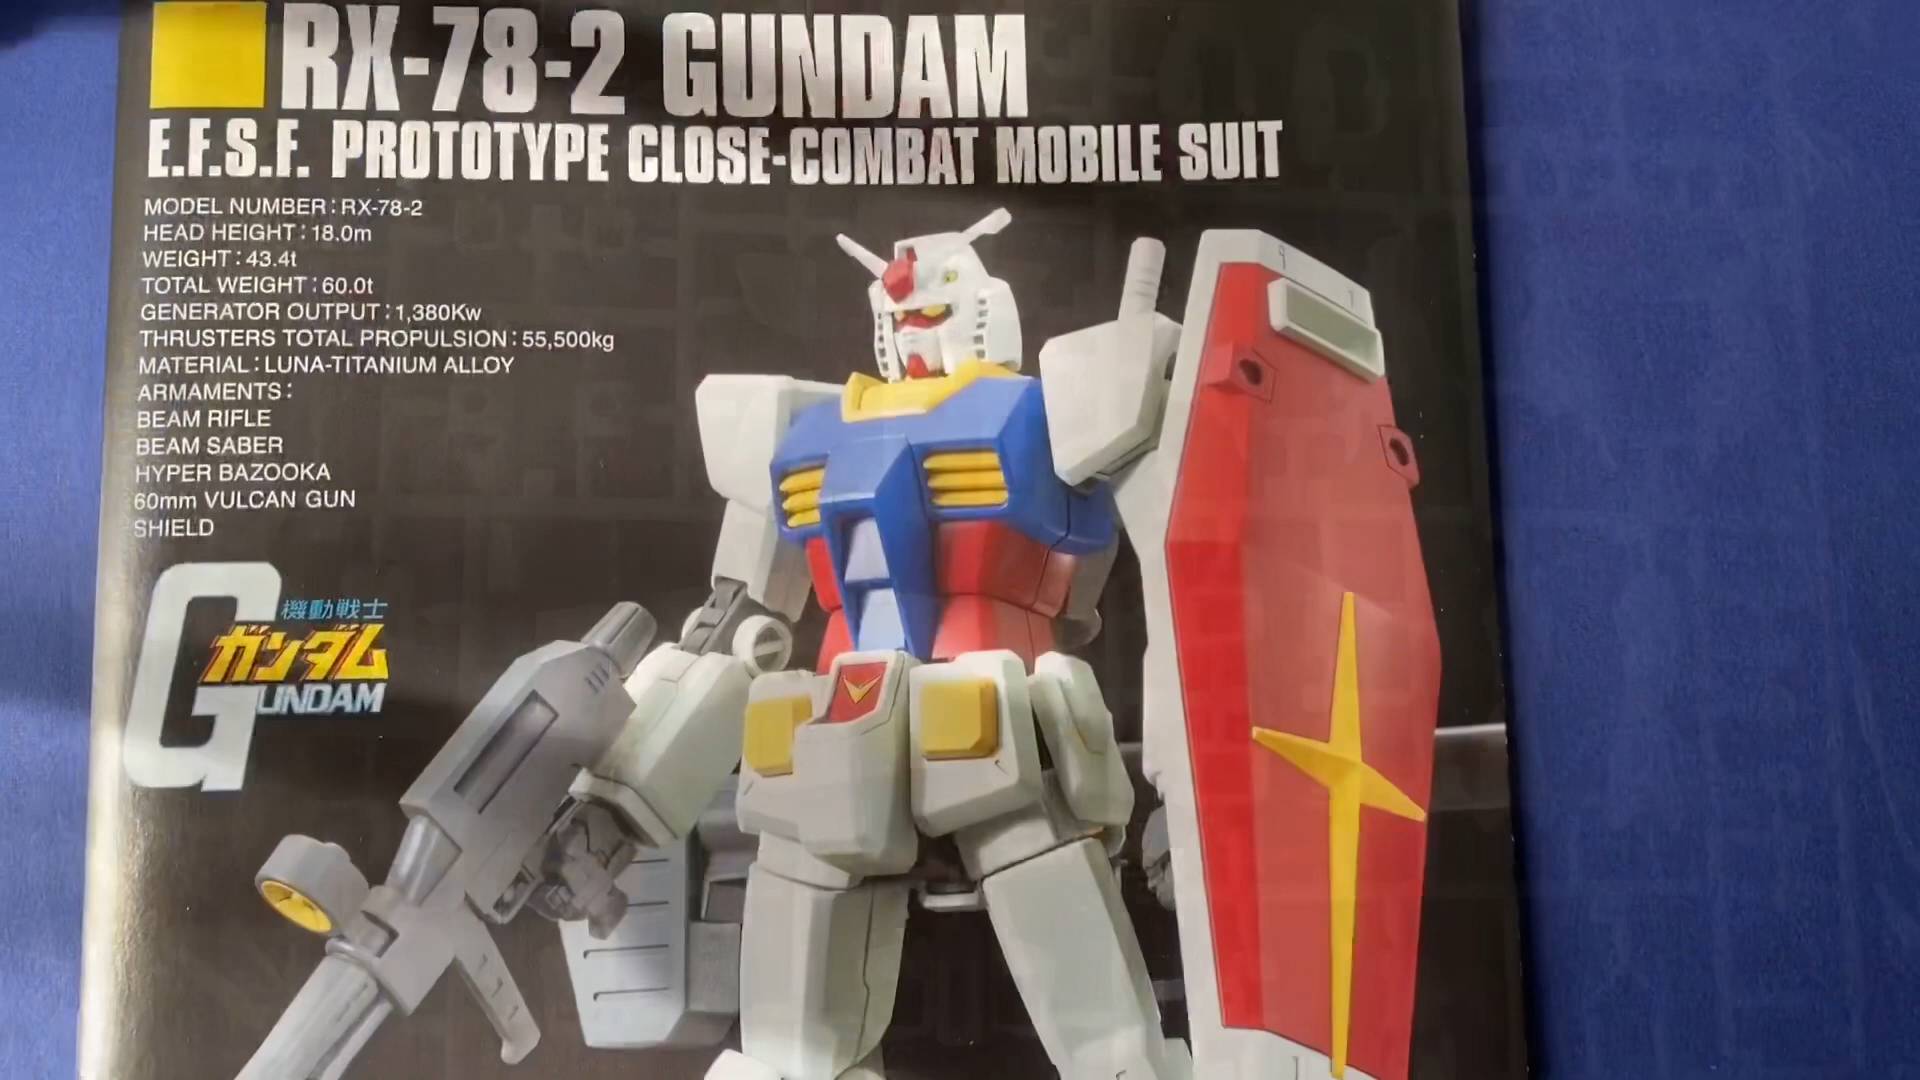 RX-78-2 GUNDAM
E.F.S.F. PROTOTYPE CLOSE-COMBAT MOBILE SUIT
MODEL NUMBER:RX-78-2
HEAD HEIGHT:18.0m
WEIGHT:43.4t
TOTAL WEIGHT:60.0t
GENERATOR OUTPUT:1,380Kw
THRUSTERS TOTAL PROPULSION:55,500kg
MATERIAL:LUNA-TITANIUM ALLOY
ARMAMENTS:
BEAM RIFLE
BEAM SABER
HYPER BAZOOKA
60mm VULCAN GUN
SHIELD
機動戦士
ガンダム
GUNDAM